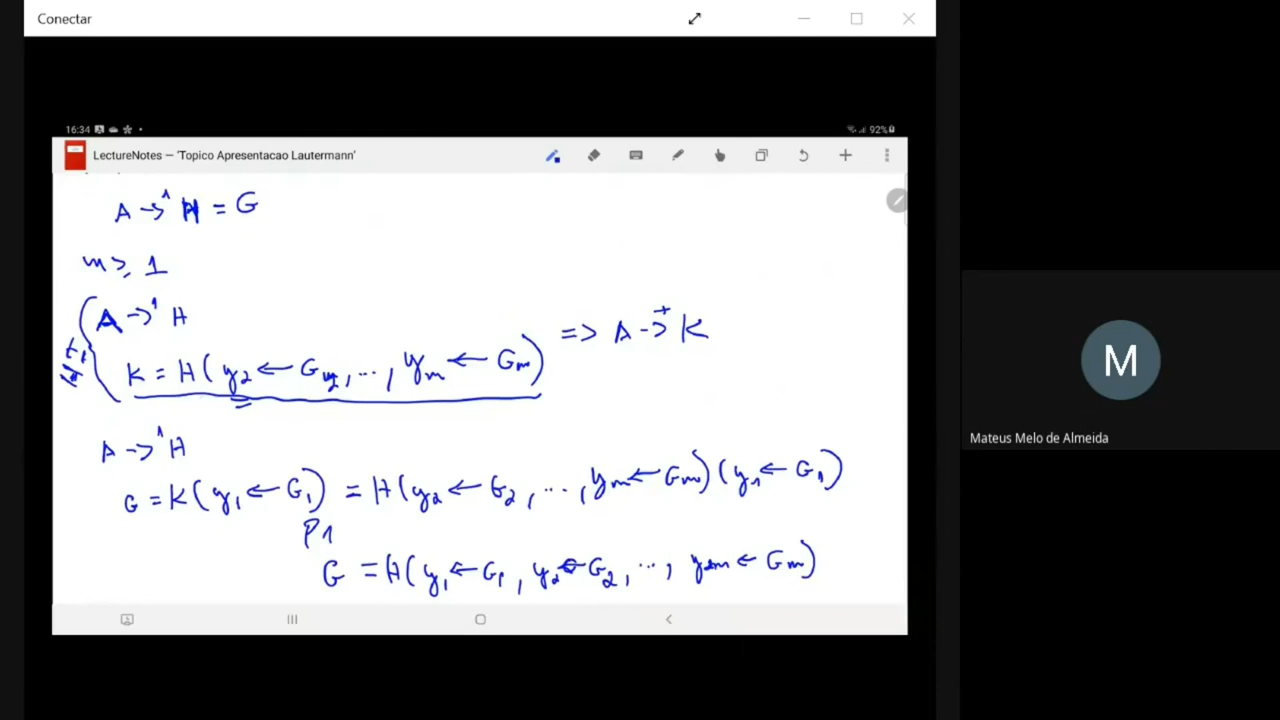 Conectar
16:34 92%
LectureNotes — 'Topico Apresentacao Lautermann'
A →¹ H = G
m ≥ 1
A →¹ H
K = H(y₂ ← G₂, ..., yₘ ← Gₘ) => A →⁺ K
A →¹ H
G = K(y₁ ← G₁) = H(y₂ ← G₂, ..., yₘ ← Gₘ)(y₁ ← G₁)
P1
G = H(y₁ ← G₁, y₂ ← G₂, ..., yₘ ← Gₘ)
M
Mateus Melo de Almeida